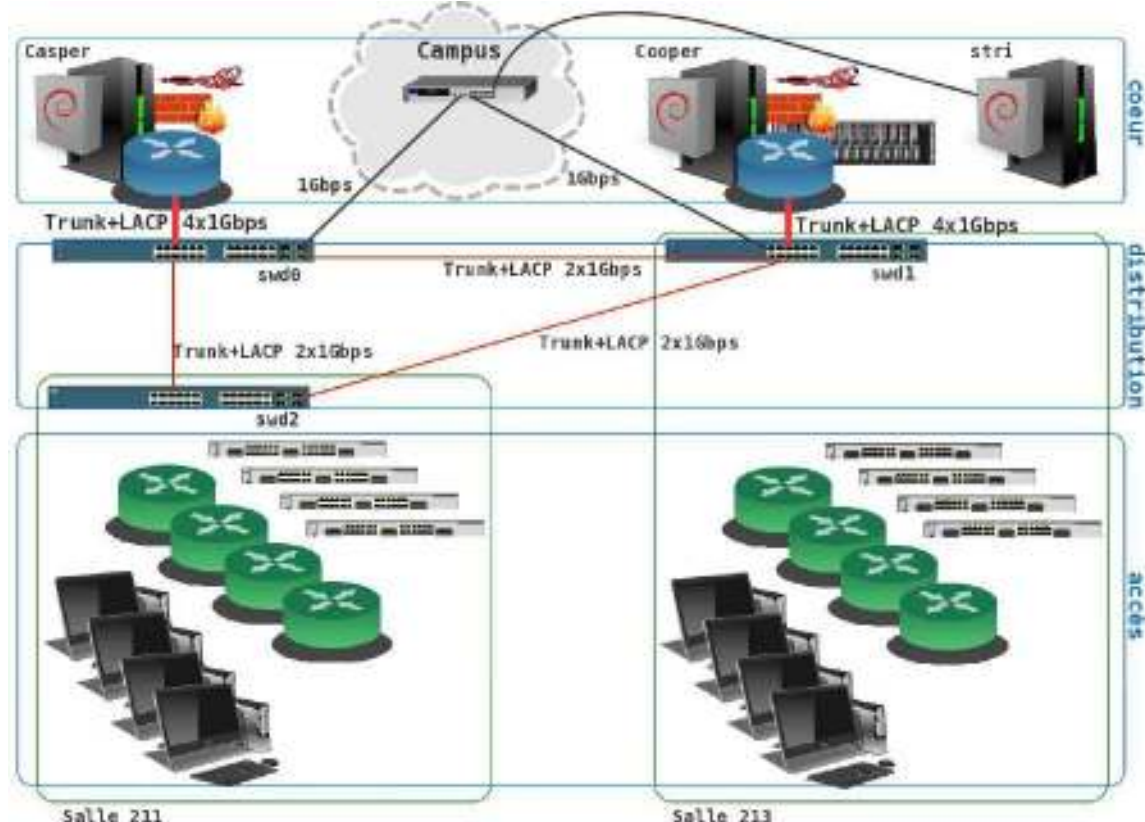 Casper
Campus
Cooper
stri
coeur
1Gbps
1Gbps
Trunk+LACP 4x1Gbps
Trunk+LACP 4x1Gbps
swd0
Trunk+LACP 2x1Gbps
swd1
distribution
Trunk+LACP 2x1Gbps
Trunk+LACP 2x1Gbps
swd2
accès
Salle 211
Salle 213